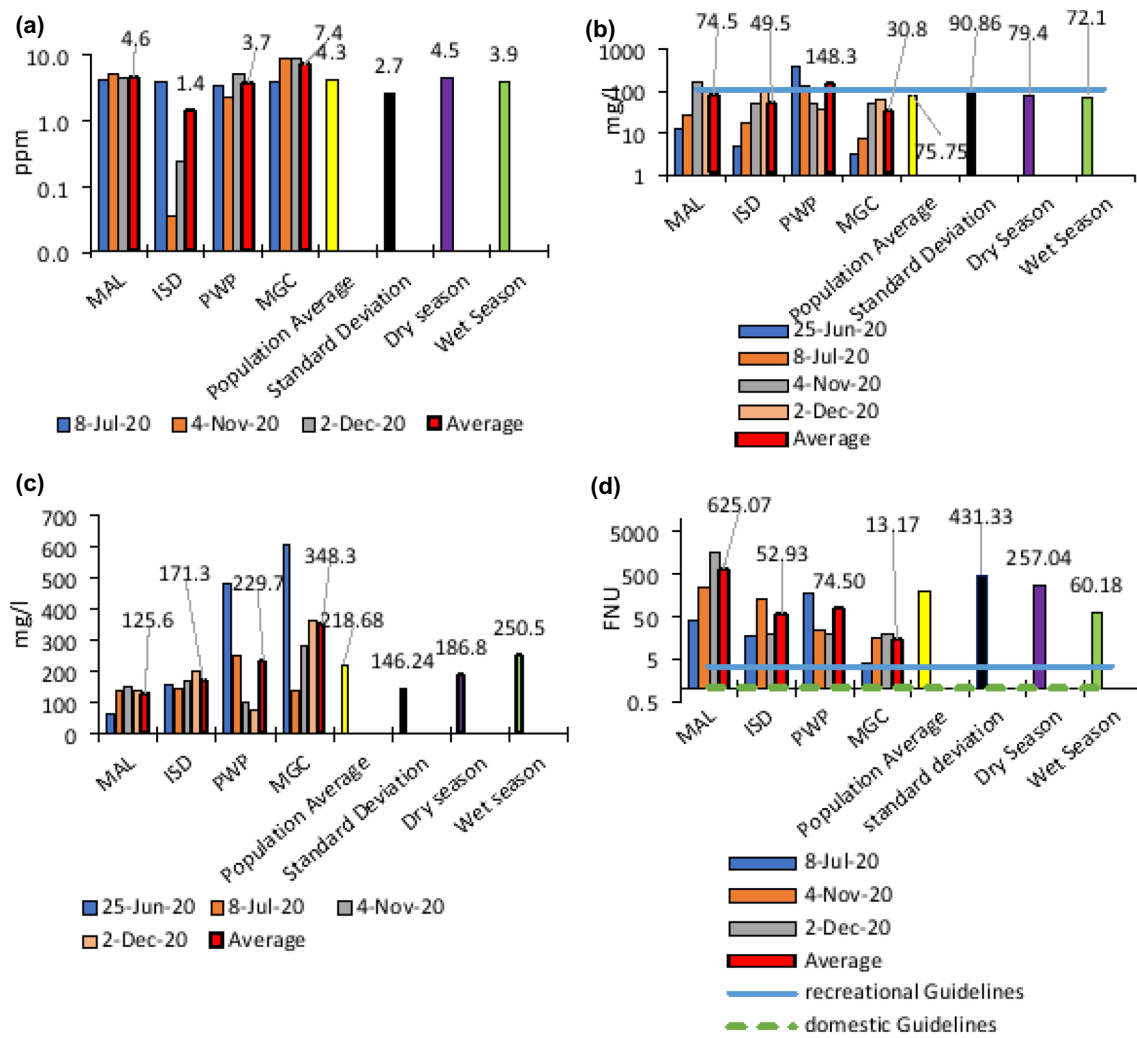 (a)
4.6
1.4
3.7
7.4
4.3
2.7
4.5
3.9
10.0
1.0
0.1
0.0
ppm
MAL
ISD
PWP
MGC
Population Average
Standard Deviation
Dry season
Wet Season
8-Jul-20 4-Nov-20 2-Dec-20 Average
(b)
74.5
49.5
148.3
30.8
90.86
79.4
72.1
75.75
1000
100
10
1
mg/l
MAL
ISD
PWP
MGC
Population Average
Standard Deviation
Dry Season
Wet Season
25-Jun-20
8-Jul-20
4-Nov-20
2-Dec-20
Average
(c)
700
600
500
400
300
200
100
0
mg/l
125.6
171.3
229.7
348.3
218.68
146.24
186.8
250.5
MAL
ISD
PWP
MGC
Population Average
Standard Deviation
Dry season
Wet season
25-Jun-20 8-Jul-20 4-Nov-20
2-Dec-20 Average
(d)
625.07
52.93
74.50
13.17
431.33
257.04
60.18
5000
500
50
5
0.5
FNU
MAL
ISD
PWP
MGC
Population Average
standard deviation
Dry Season
Wet Season
8-Jul-20
4-Nov-20
2-Dec-20
Average
recreational Guidelines
domestic Guidelines